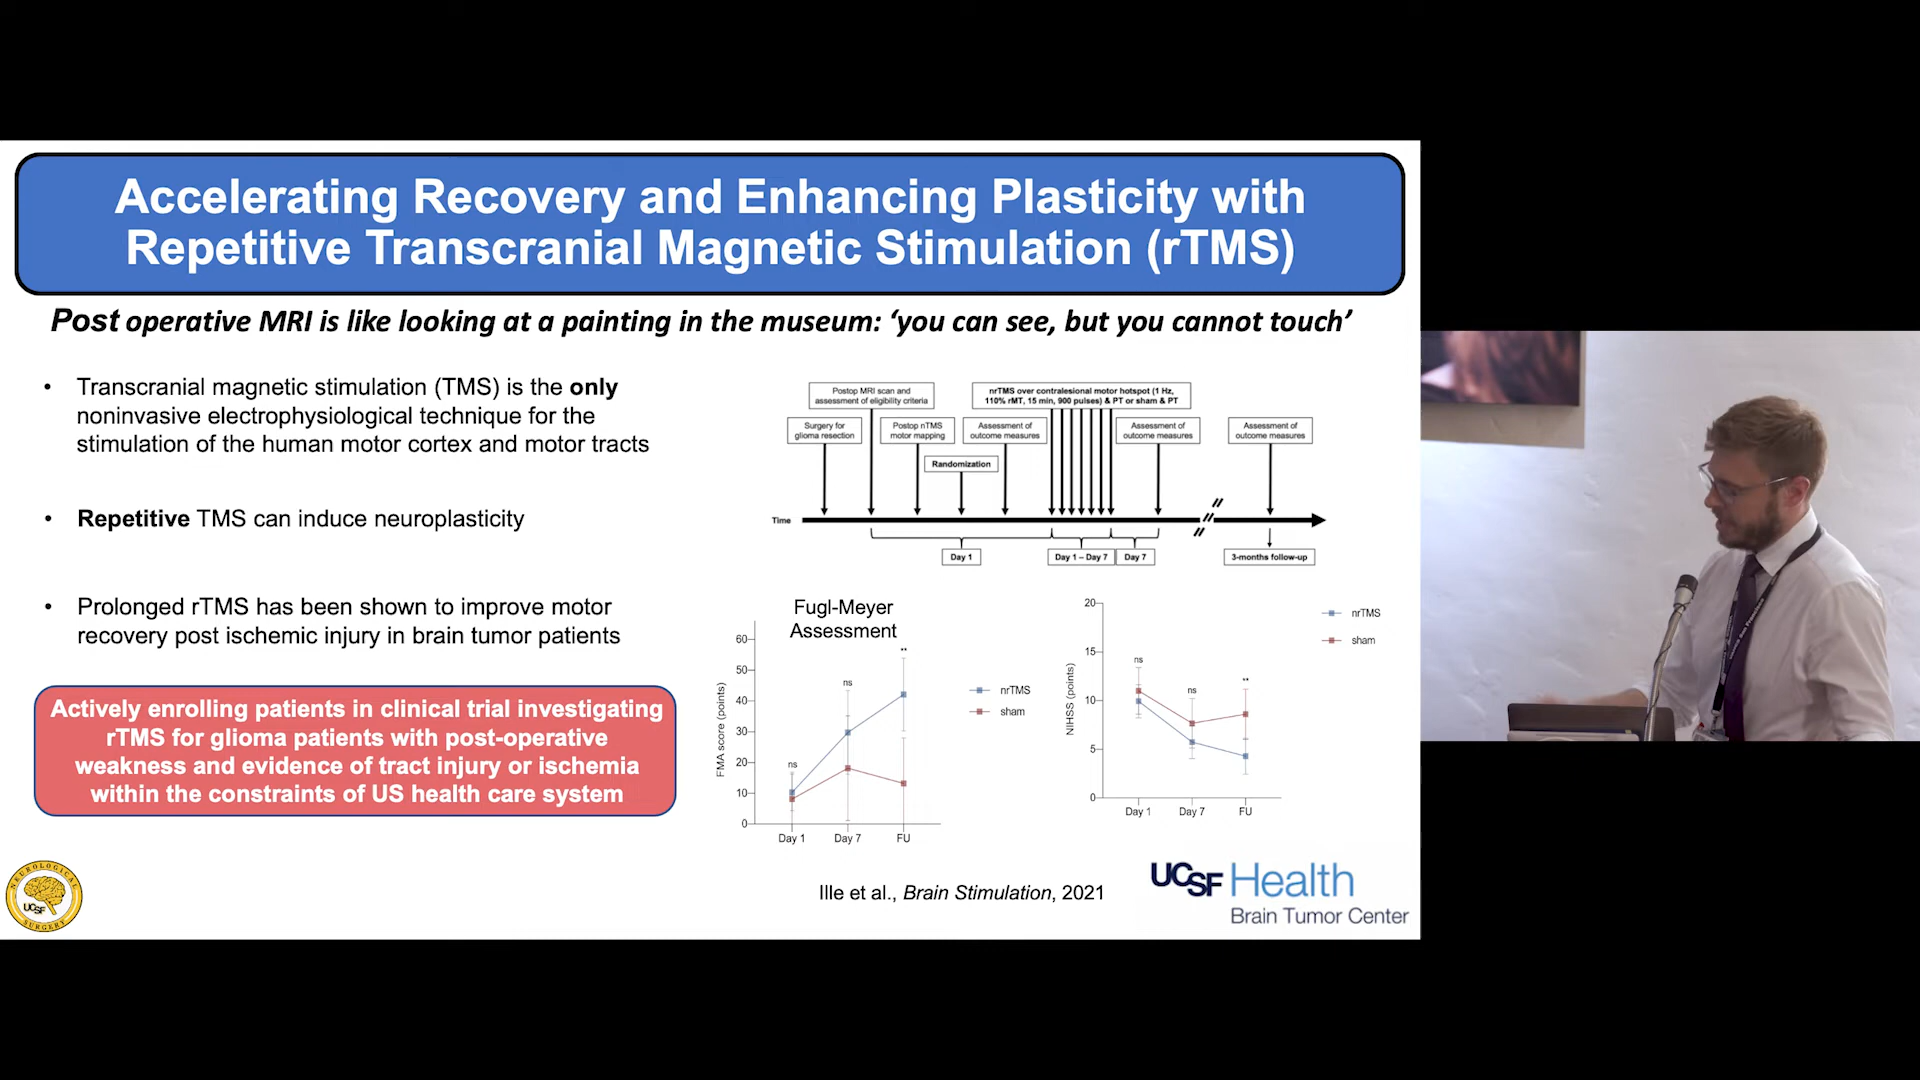 Accelerating Recovery and Enhancing Plasticity with
Repetitive Transcranial Magnetic Stimulation (rTMS)
Post operative MRI is like looking at a painting in the museum: ‘you can see, but you cannot touch’
• Transcranial magnetic stimulation (TMS) is the only
noninvasive electrophysiological technique for the
stimulation of the human motor cortex and motor tracts
• Repetitive TMS can induce neuroplasticity
• Prolonged rTMS has been shown to improve motor
recovery post ischemic injury in brain tumor patients
Actively enrolling patients in clinical trial investigating
rTMS for glioma patients with post-operative
weakness and evidence of tract injury or ischemia
within the constraints of US health care system
Postop MRI scan and
assessment of eligibility criteria
nrTMS over contralesional motor hotspot (1 Hz,
110% rMT, 15 min, 900 pulses) & PT or sham & PT
Surgery for
glioma resection
Postop nTMS
motor mapping
Assessment of
outcome measures
Assessment of
outcome measures
Assessment of
outcome measures
Randomization
Time
Day 1
Day 1 – Day 7
Day 7
3-months follow-up
Fugl-Meyer
Assessment
FMA score (points)
60
50
40
30
20
10
0
ns
ns
**
Day 1
Day 7
FU
nrTMS
sham
NIHSS (points)
20
15
10
5
0
ns
ns
**
Day 1
Day 7
FU
nrTMS
sham
Ille et al., Brain Stimulation, 2021
NEUROLOGICAL
UCSF
SURGERY
UCSF Health
Brain Tumor Center